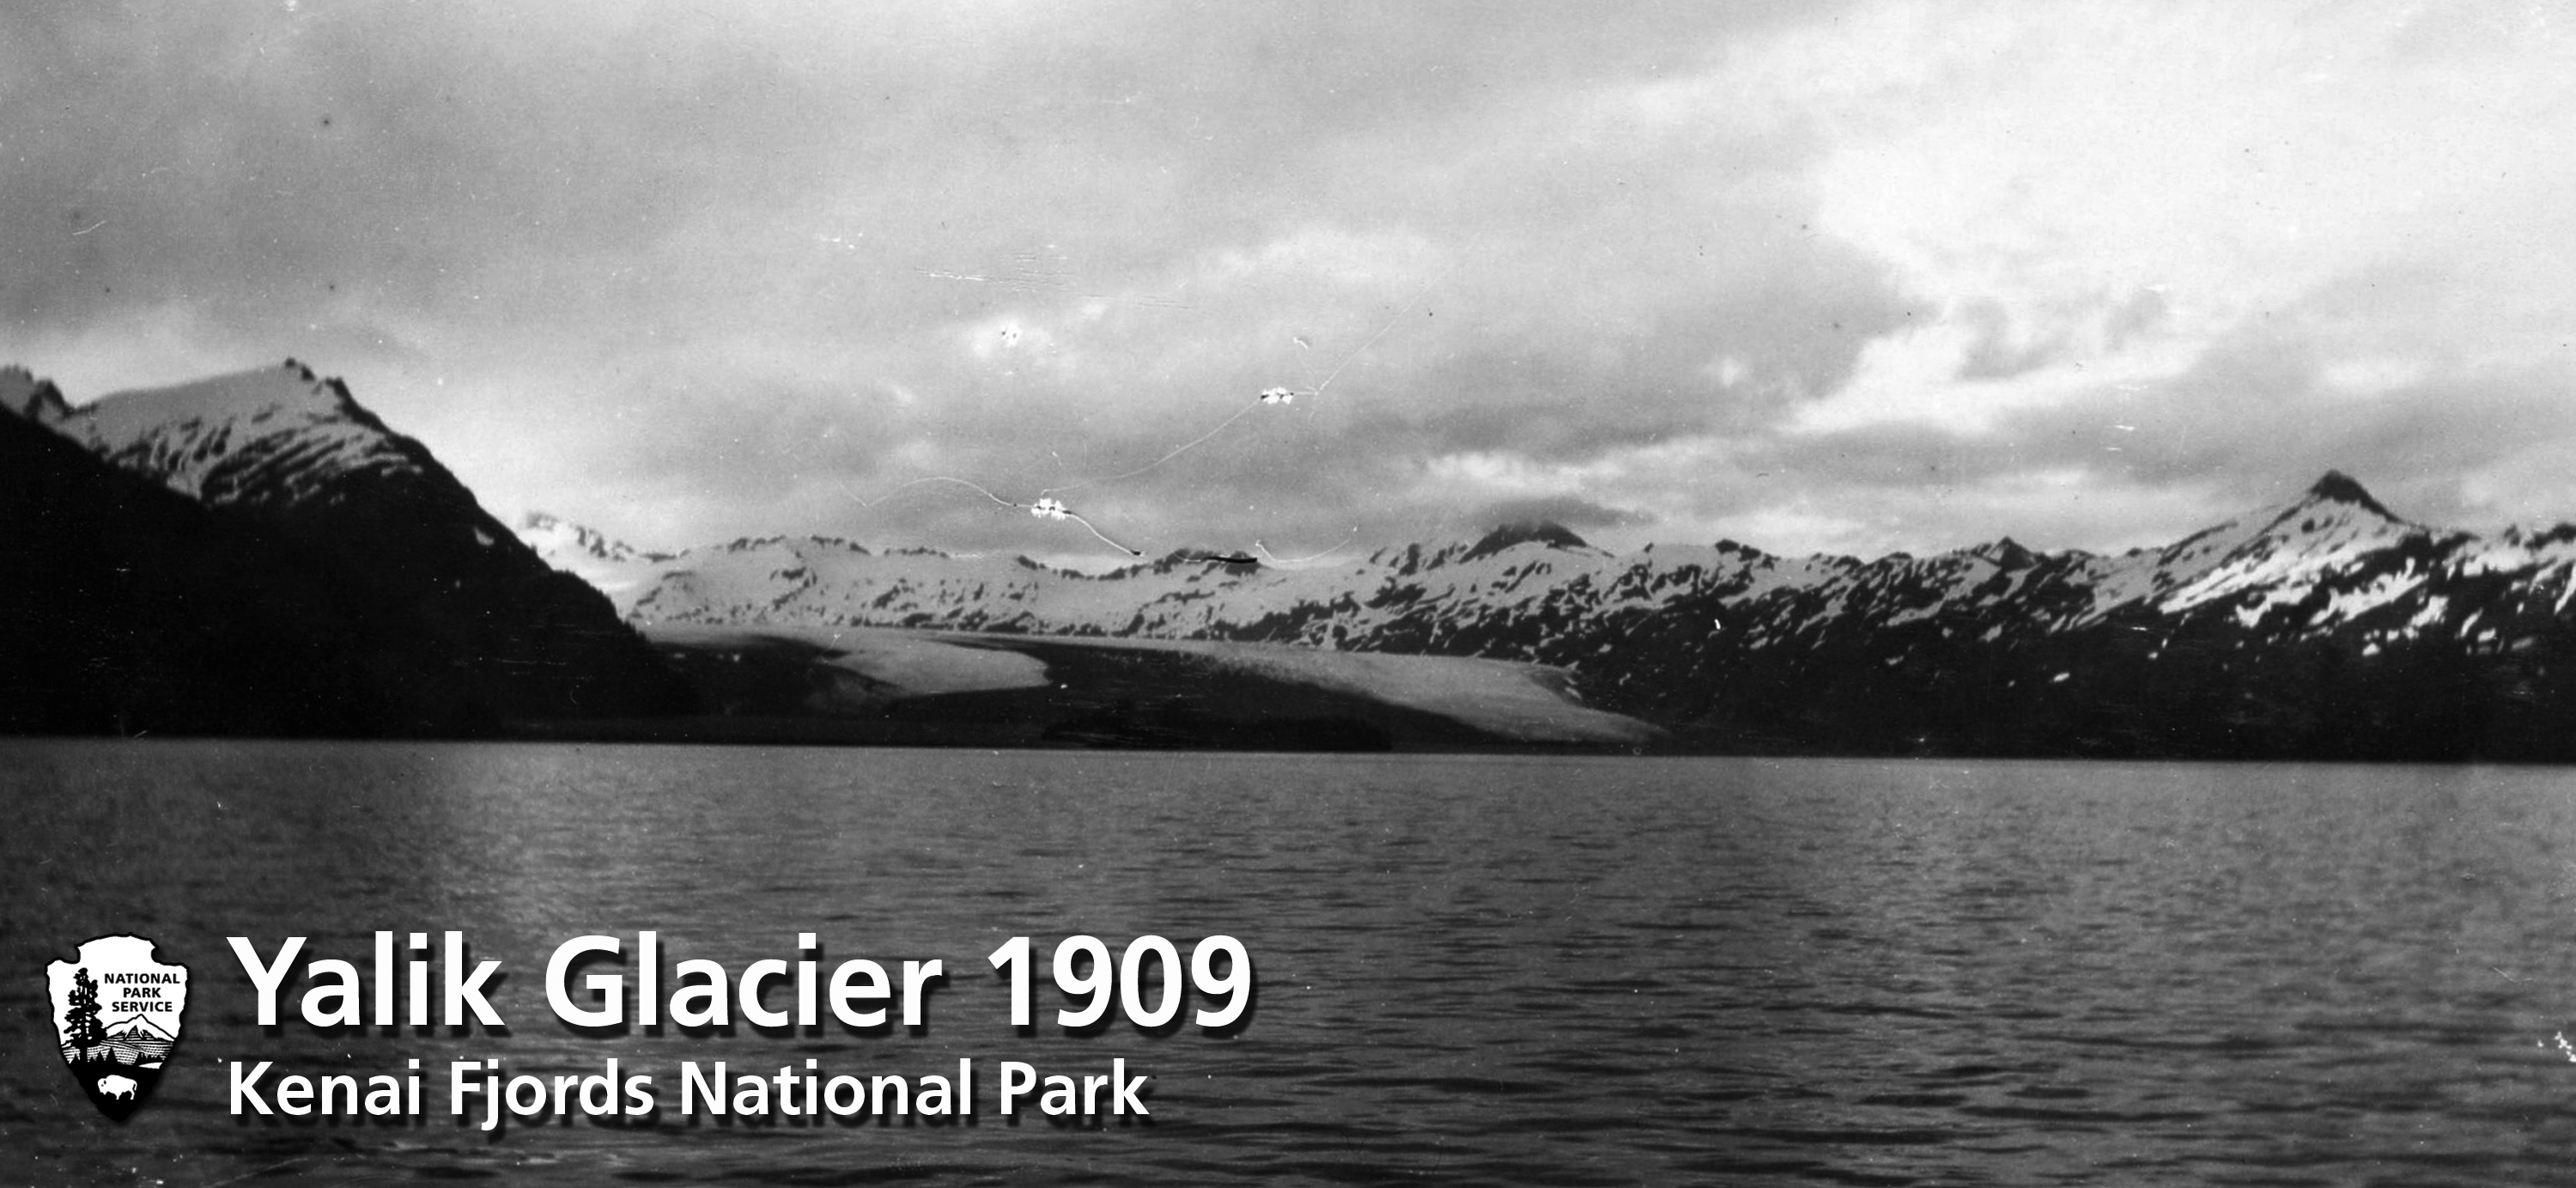 NATIONAL
PARK
SERVICE
Yalik Glacier 1909
Kenai Fjords National Park